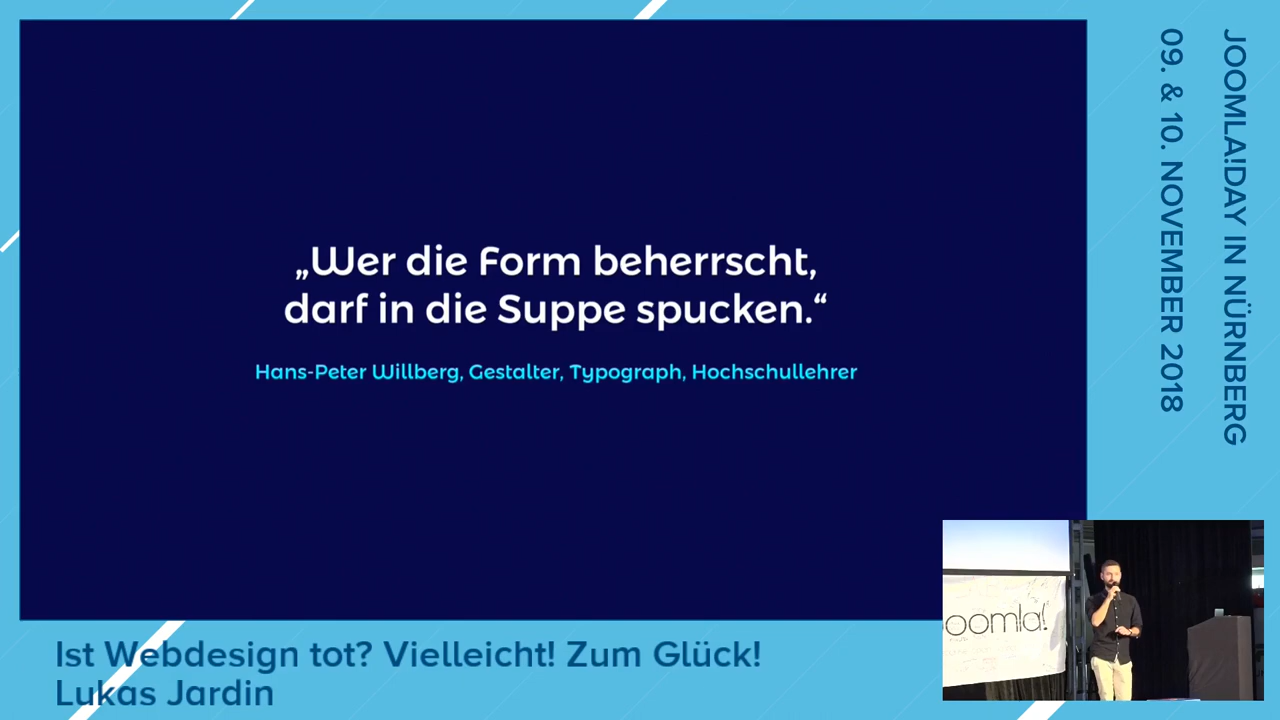 „Wer die Form beherrscht,
darf in die Suppe spucken.“
Hans-Peter Willberg, Gestalter, Typograph, Hochschullehrer
JOOMLA!DAY IN NÜRNBERG
09. & 10. NOVEMBER 2018
Joomla!
Ist Webdesign tot? Vielleicht! Zum Glück!
Lukas Jardin